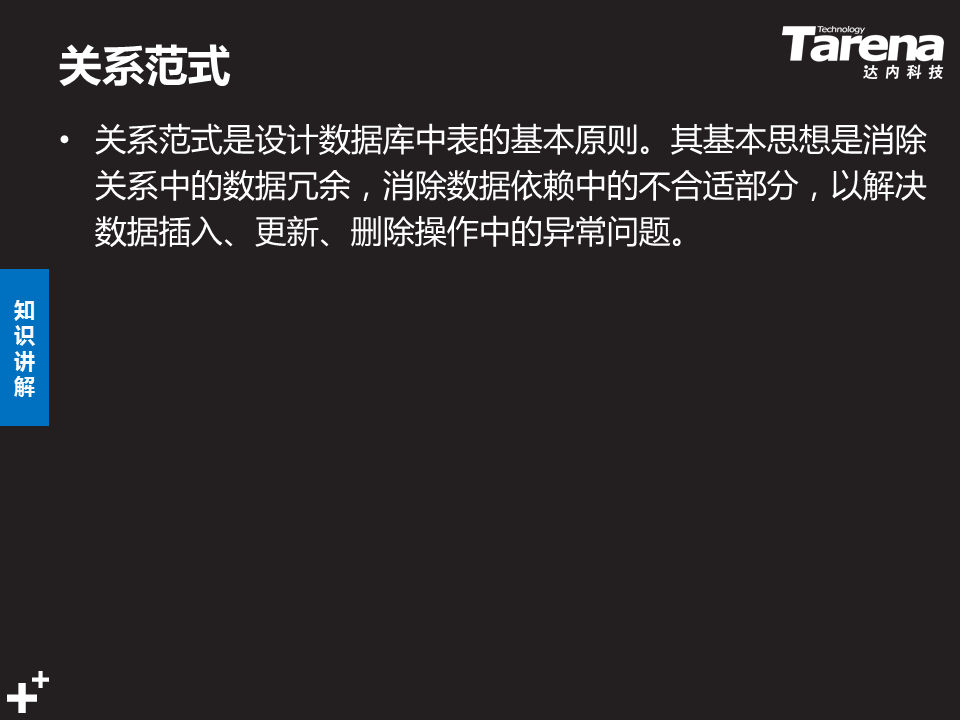 关系范式
Technology
Tarena
达内科技
• 关系范式是设计数据库中表的基本原则。其基本思想是消除
关系中的数据冗余，消除数据依赖中的不合适部分，以解决
数据插入、更新、删除操作中的异常问题。
知
识
讲
解